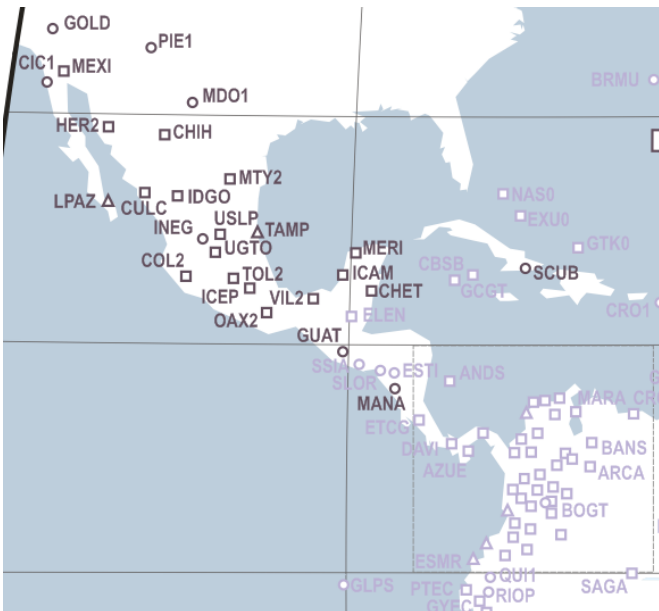 GOLD
PIE1
CIC1
MEXI
BRMU
MDO1
HER2
CHIH
MTY2
LPAZ
CULC
IDGO
NAS0
USLP
EXU0
INEG
TAMP
UGTO
MERI
GTK0
COL2
TOL2
ICAM
CBSB
SCUB
ICEP
VIL2
CHET
GCGT
CRO1
OAX2
ELEN
GUAT
SSIA
ESTI
SLOR
ANDS
MANA
MARA
ETCG
DAVI
BANS
AZUE
ARCA
BOGT
ESMR
GLPS
PTEC
QUI1
SAGA
RIOP
GYEC